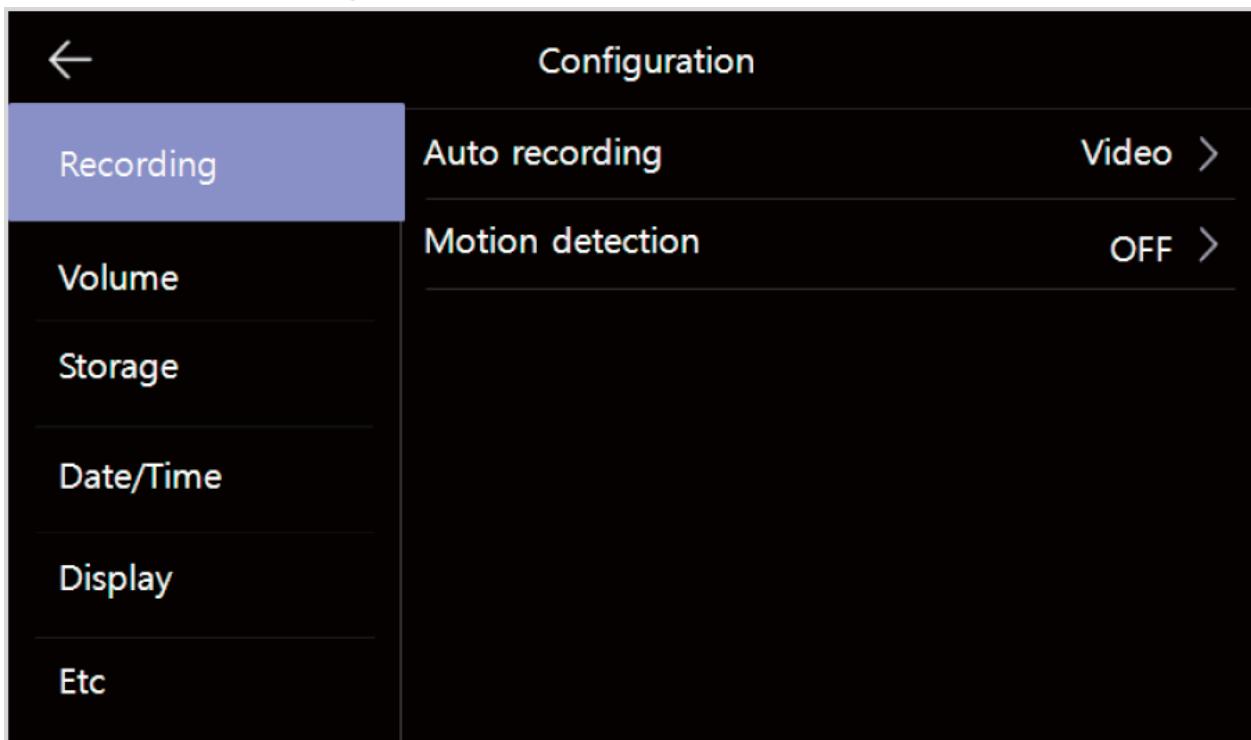 Configuration
Recording
Auto recording Video
Motion detection OFF
Volume
Storage
Date/Time
Display
Etc